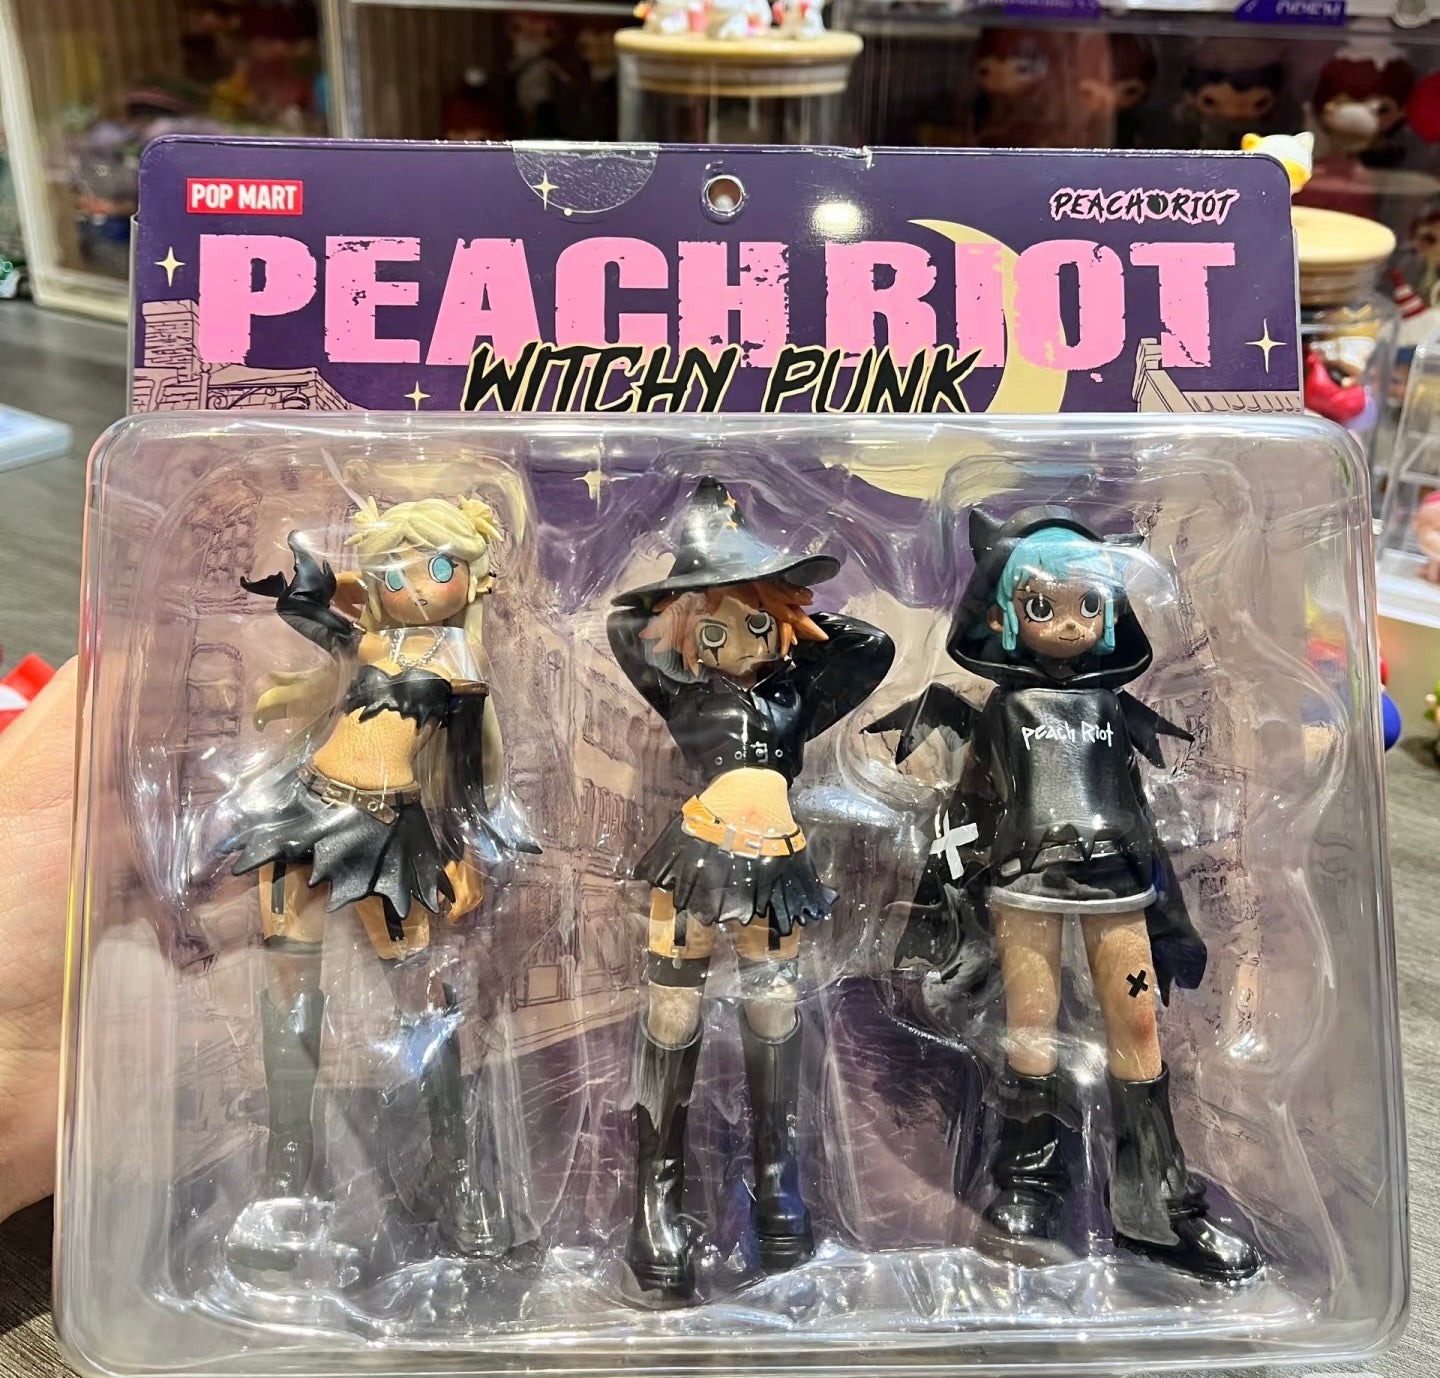 POP MART
PEACH RIOT
PEACH RIOT
WITCHY PUNK
Peach Riot